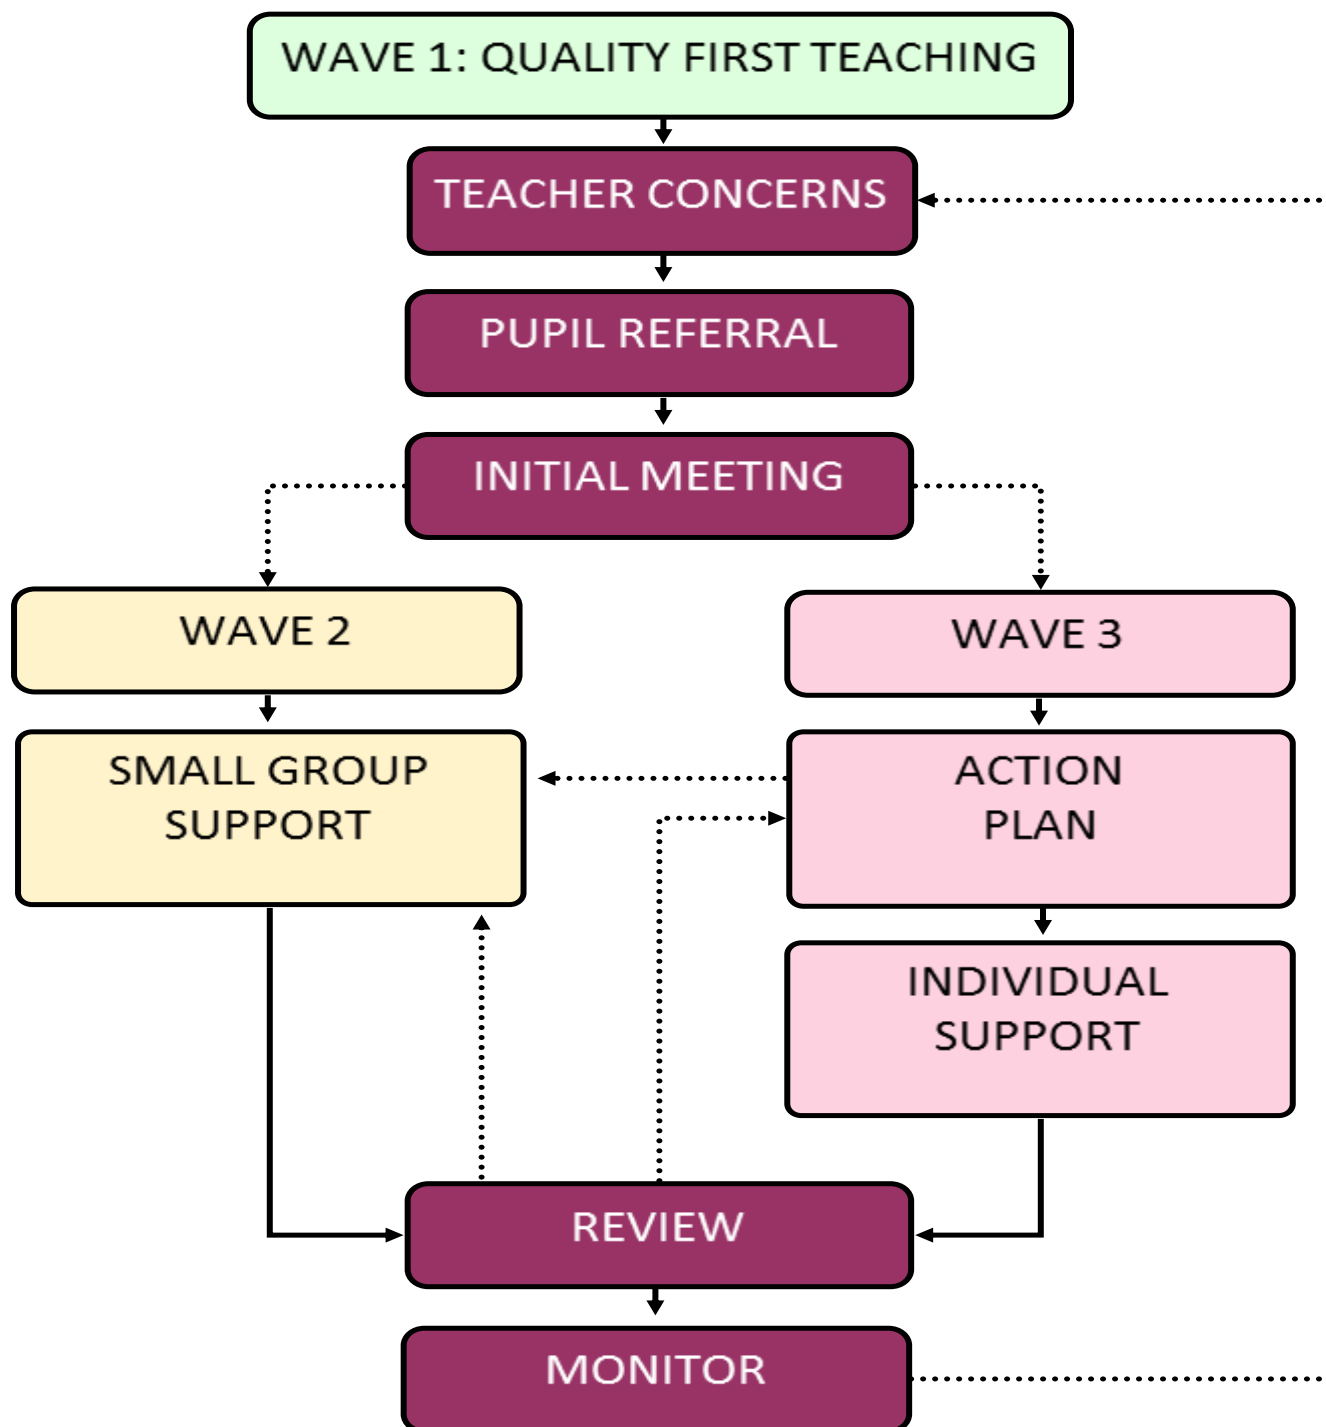 WAVE 1: QUALITY FIRST TEACHING
TEACHER CONCERNS
PUPIL REFERRAL
INITIAL MEETING
WAVE 2
WAVE 3
SMALL GROUP
SUPPORT
ACTION
PLAN
INDIVIDUAL
SUPPORT
REVIEW
MONITOR